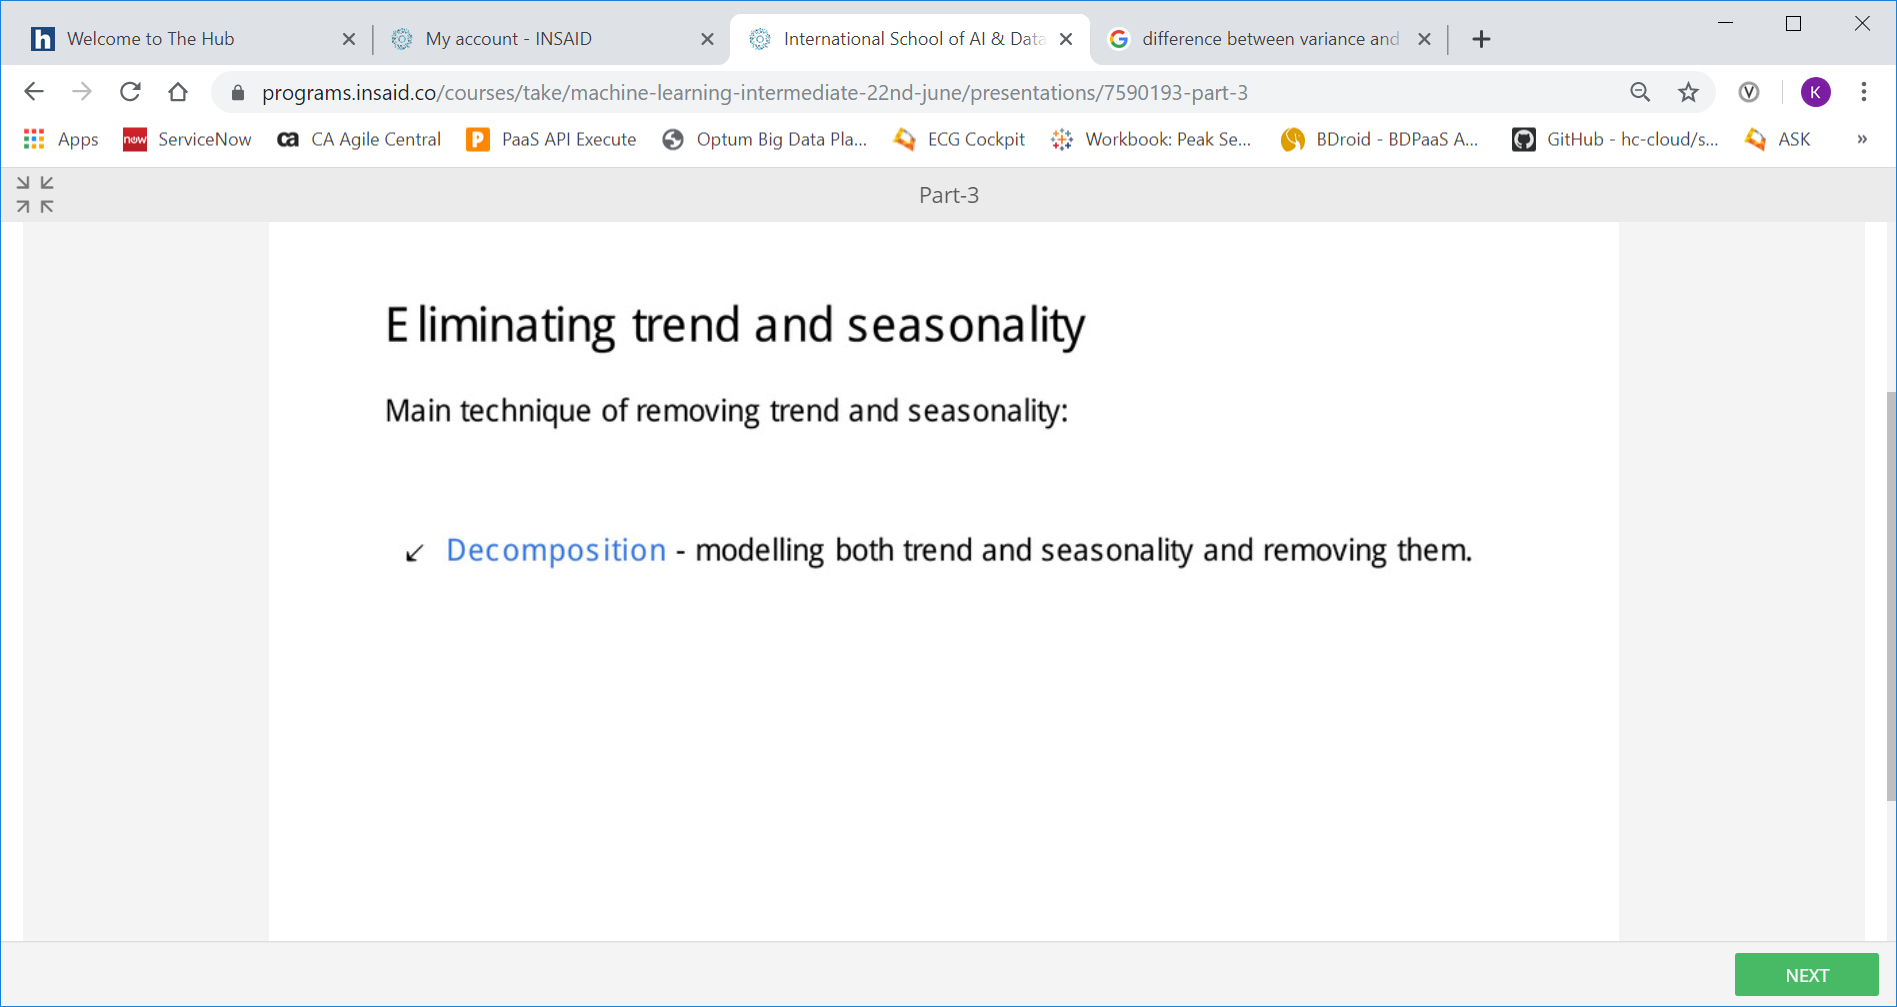 Welcome to The Hub
My account - INSAID
International School of AI & Data
difference between variance and
programs.insaid.co/courses/take/machine-learning-intermediate-22nd-june/presentations/7590193-part-3
K
Apps
now ServiceNow
ca CA Agile Central
P PaaS API Execute
Optum Big Data Pla...
ECG Cockpit
Workbook: Peak Se...
BDroid - BDPaaS A...
GitHub - hc-cloud/s...
ASK
»
Part-3
Eliminating trend and seasonality
Main technique of removing trend and seasonality:
Decomposition - modelling both trend and seasonality and removing them.
NEXT